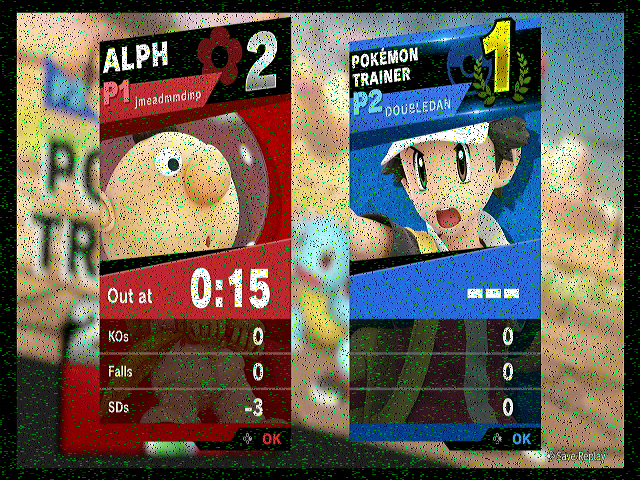 ALPH
2
P1 jmeadmmdmp
Out at 0:15
KOs 0
Falls 0
SDs -3
OK
POKÉMON
TRAINER
1
P2 DOUBLEDAN
---
0
0
0
OK
Save Replay